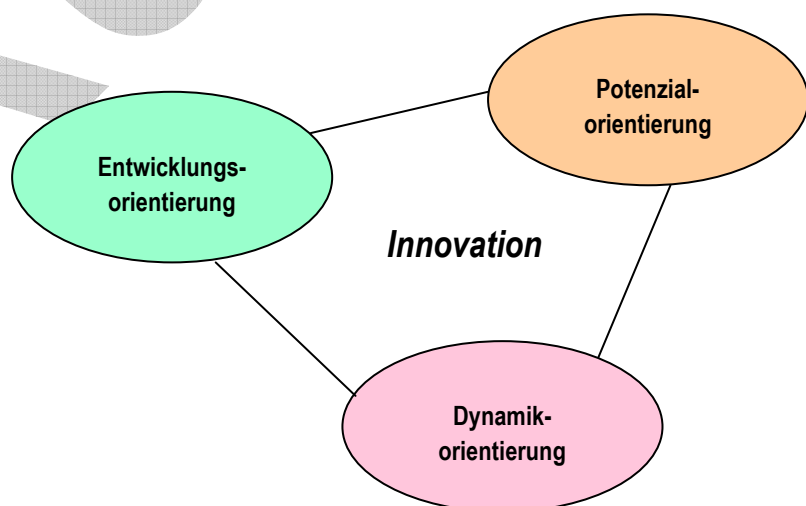 Potenzial-
orientierung
Entwicklungs-
orientierung
Innovation
Dynamik-
orientierung